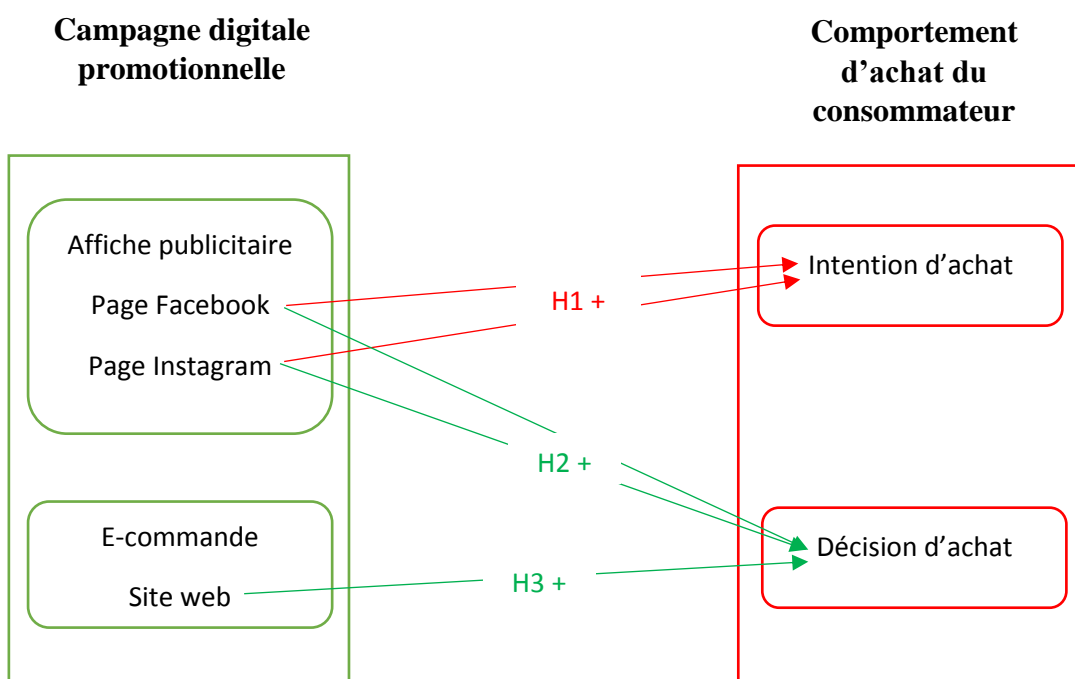 Campagne digitale
promotionnelle
Comportement
d’achat du
consommateur
Affiche publicitaire
Page Facebook
Page Instagram
Intention d’achat
H1 +
H2 +
E-commande
Site web
H3 +
Décision d’achat